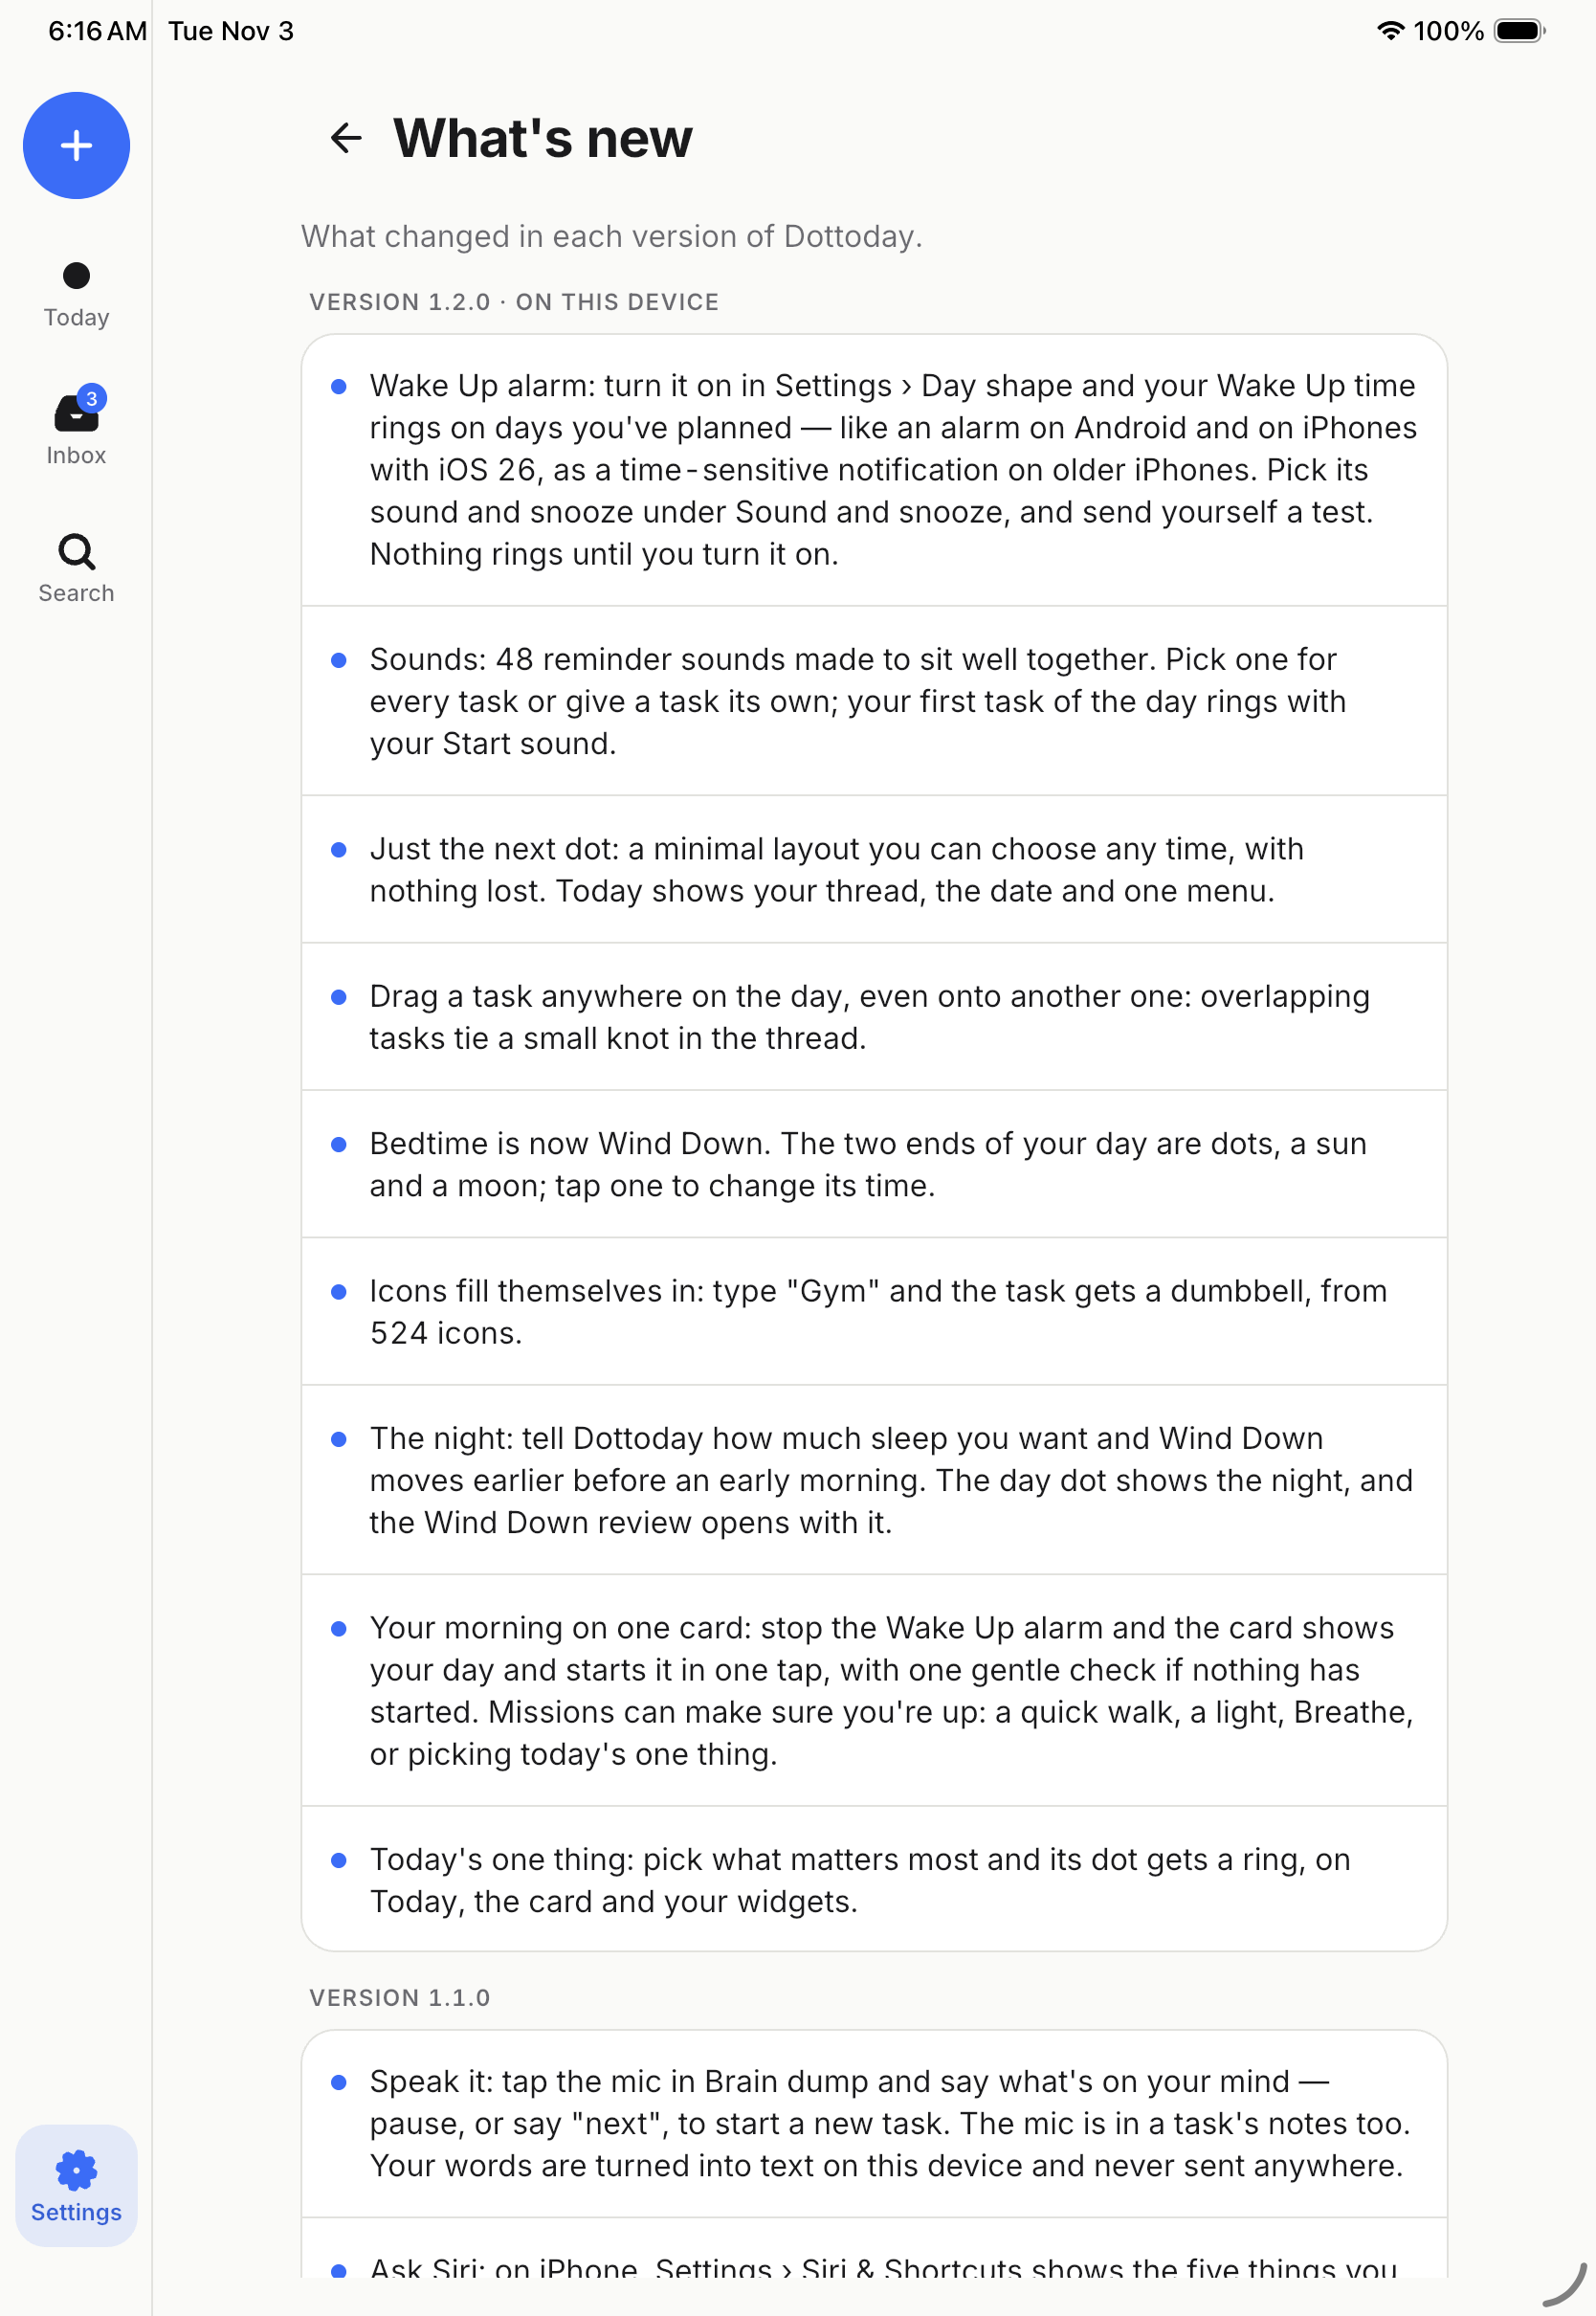 6:16 AM Tue Nov 3
100%
What's new
What changed in each version of Dottoday.
VERSION 1.2.0 · ON THIS DEVICE
Wake Up alarm: turn it on in Settings › Day shape and your Wake Up time
rings on days you've planned — like an alarm on Android and on iPhones
with iOS 26, as a time-sensitive notification on older iPhones. Pick its
sound and snooze under Sound and snooze, and send yourself a test.
Nothing rings until you turn it on.
Sounds: 48 reminder sounds made to sit well together. Pick one for
every task or give a task its own; your first task of the day rings with
your Start sound.
Just the next dot: a minimal layout you can choose any time, with
nothing lost. Today shows your thread, the date and one menu.
Drag a task anywhere on the day, even onto another one: overlapping
tasks tie a small knot in the thread.
Bedtime is now Wind Down. The two ends of your day are dots, a sun
and a moon; tap one to change its time.
Icons fill themselves in: type "Gym" and the task gets a dumbbell, from
524 icons.
The night: tell Dottoday how much sleep you want and Wind Down
moves earlier before an early morning. The day dot shows the night, and
the Wind Down review opens with it.
Your morning on one card: stop the Wake Up alarm and the card shows
your day and starts it in one tap, with one gentle check if nothing has
started. Missions can make sure you're up: a quick walk, a light, Breathe,
or picking today's one thing.
Today's one thing: pick what matters most and its dot gets a ring, on
Today, the card and your widgets.
VERSION 1.1.0
Speak it: tap the mic in Brain dump and say what's on your mind —
pause, or say "next", to start a new task. The mic is in a task's notes too.
Your words are turned into text on this device and never sent anywhere.
Ask Siri: on iPhone, Settings › Siri & Shortcuts shows the five things you
Today
3
Inbox
Search
Settings